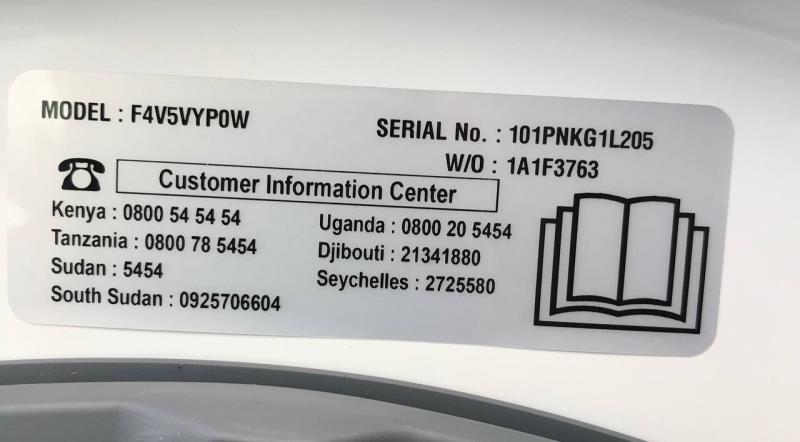 MODEL : F4V5VYP0W
SERIAL No. : 101PNKG1L205
W/O : 1A1F3763
Customer Information Center
Kenya : 0800 54 54 54
Tanzania : 0800 78 5454
Sudan : 5454
South Sudan : 0925706604
Uganda : 0800 20 5454
Djibouti : 21341880
Seychelles : 2725580